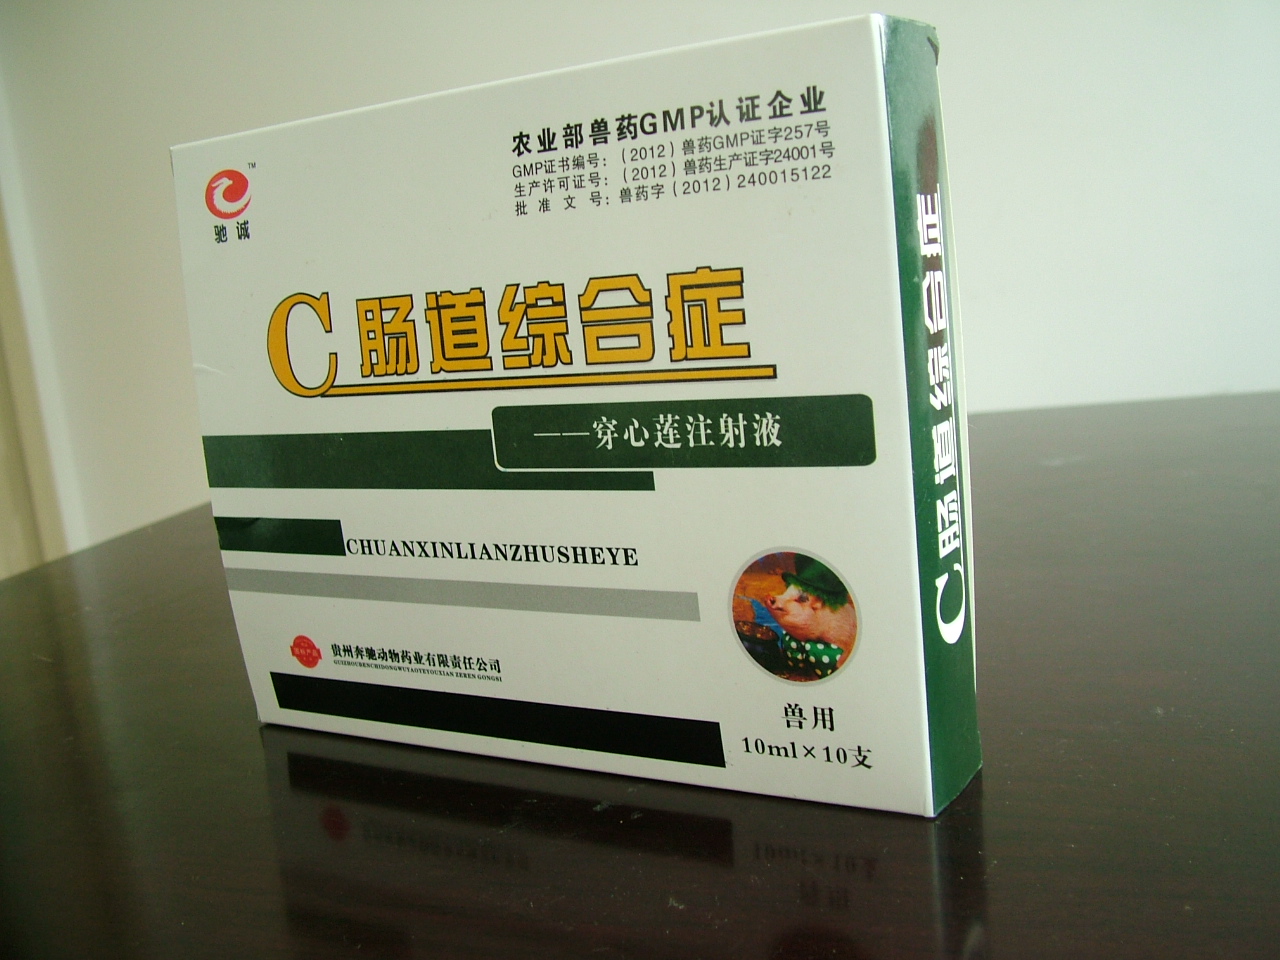 农业部兽药GMP认证企业
GMP证书编号：（2012）兽药GMP证字257号
生产许可证号：（2012）兽药生产证字24001号
批 准 文 号：兽药字（2012）240015122
TM
驰诚
C肠道综合症
——穿心莲注射液
CHUANXINLIANZHUSHEYE
贵州奔驰动物药业有限责任公司
GUIZHOUBENCHIDONGWUYAOYEYOUXIAN ZEREN GONGSI
兽用
10ml×10支
C肠道综合症